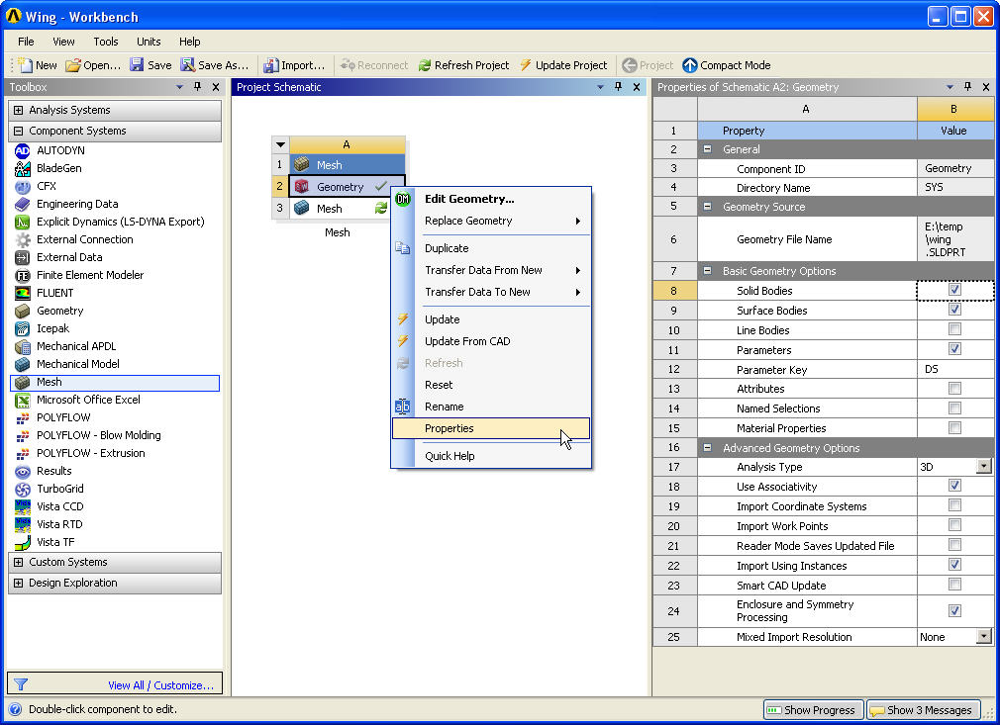 Wing - Workbench
File View Tools Units Help
New Open... Save Save As... Import... Reconnect Refresh Project Update Project Project Compact Mode
Toolbox
Analysis Systems
Component Systems
AUTODYN
BladeGen
CFX
Engineering Data
Explicit Dynamics (LS-DYNA Export)
External Connection
External Data
Finite Element Modeler
FLUENT
Geometry
Icepak
Mechanical APDL
Mechanical Model
Mesh
Microsoft Office Excel
POLYFLOW
POLYFLOW - Blow Molding
POLYFLOW - Extrusion
Results
TurboGrid
Vista CCD
Vista RTD
Vista TF
Custom Systems
Design Exploration
View All / Customize...
Project Schematic
A
1 Mesh
2 Geometry
3 Mesh
Mesh
DM Edit Geometry...
Replace Geometry
Duplicate
Transfer Data From New
Transfer Data To New
Update
Update From CAD
Refresh
Reset
Rename
Properties
Quick Help
Properties of Schematic A2: Geometry
A B
1 Property Value
2 General
3 Component ID Geometry
4 Directory Name SYS
5 Geometry Source
6 Geometry File Name E:\temp
\wing
.SLDPRT
7 Basic Geometry Options
8 Solid Bodies
9 Surface Bodies
10 Line Bodies
11 Parameters
12 Parameter Key DS
13 Attributes
14 Named Selections
15 Material Properties
16 Advanced Geometry Options
17 Analysis Type 3D
18 Use Associativity
19 Import Coordinate Systems
20 Import Work Points
21 Reader Mode Saves Updated File
22 Import Using Instances
23 Smart CAD Update
24 Enclosure and Symmetry
Processing
25 Mixed Import Resolution None
Double-click component to edit.
Show Progress Show 3 Messages